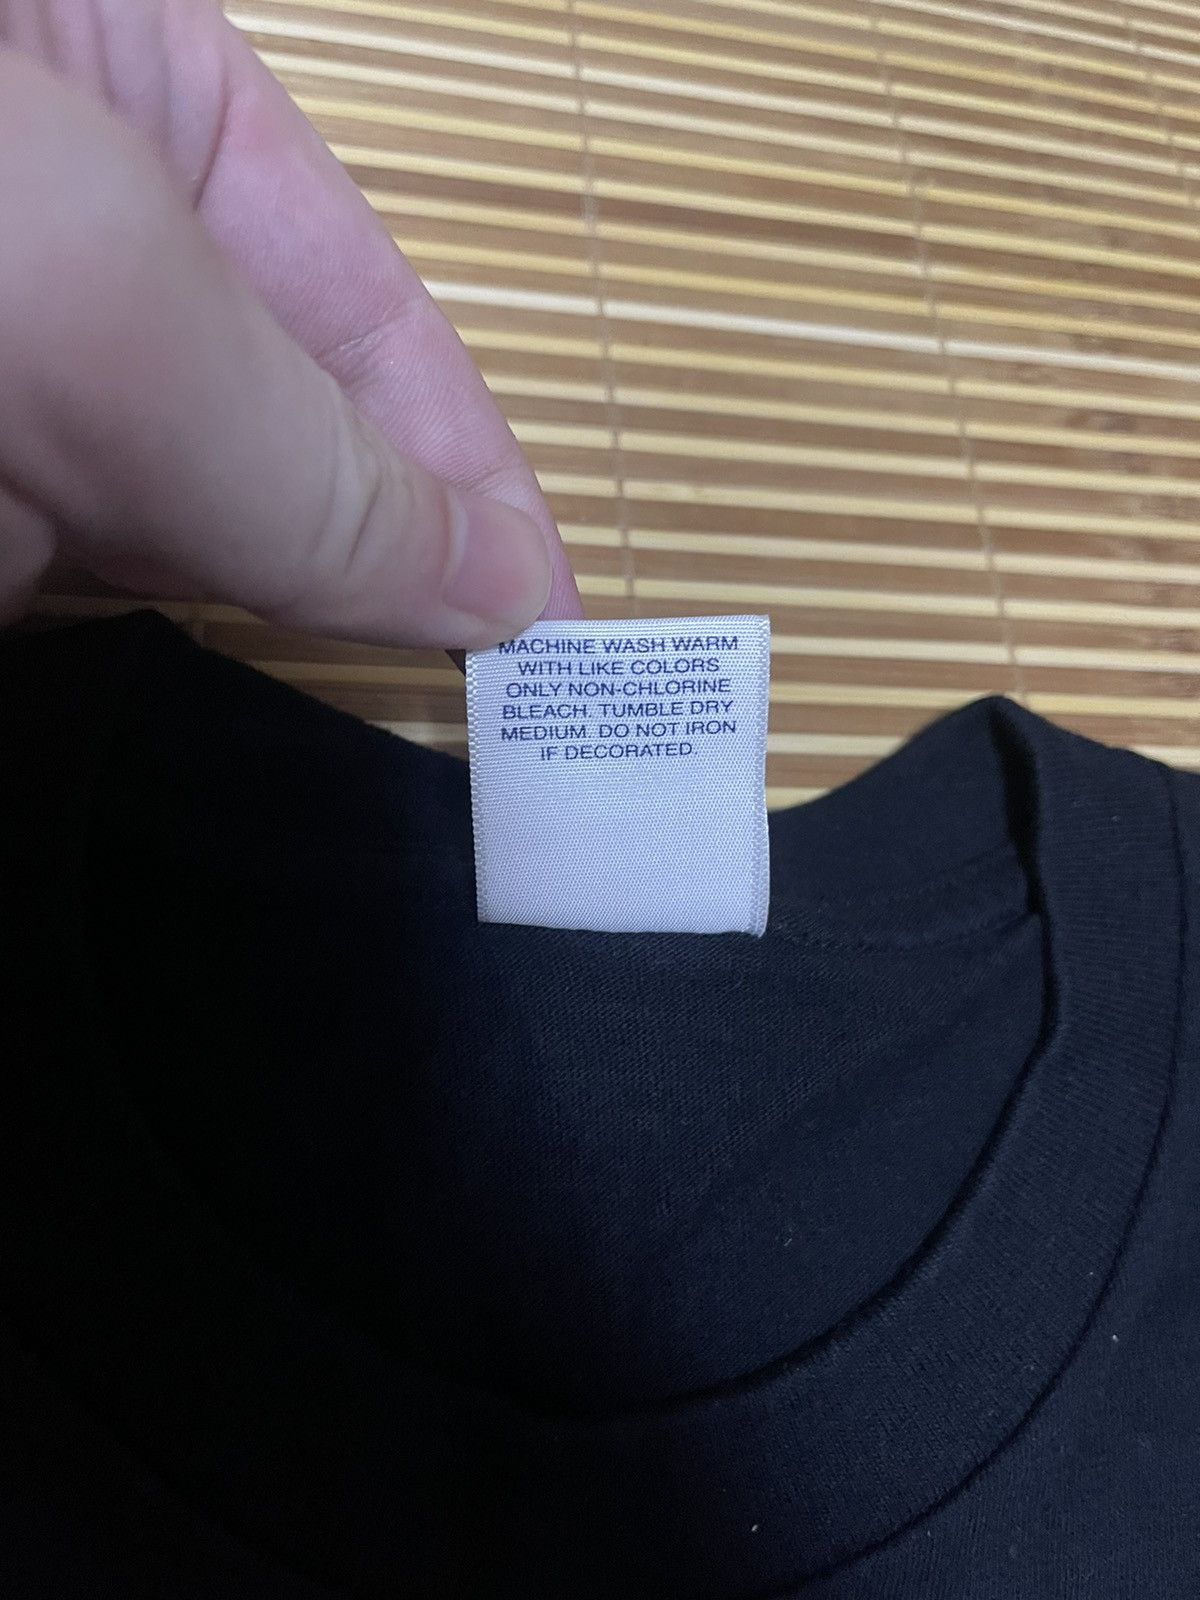 MACHINE WASH WARM
WITH LIKE COLORS
ONLY NON-CHLORINE
BLEACH. TUMBLE DRY
MEDIUM. DO NOT IRON
IF DECORATED.